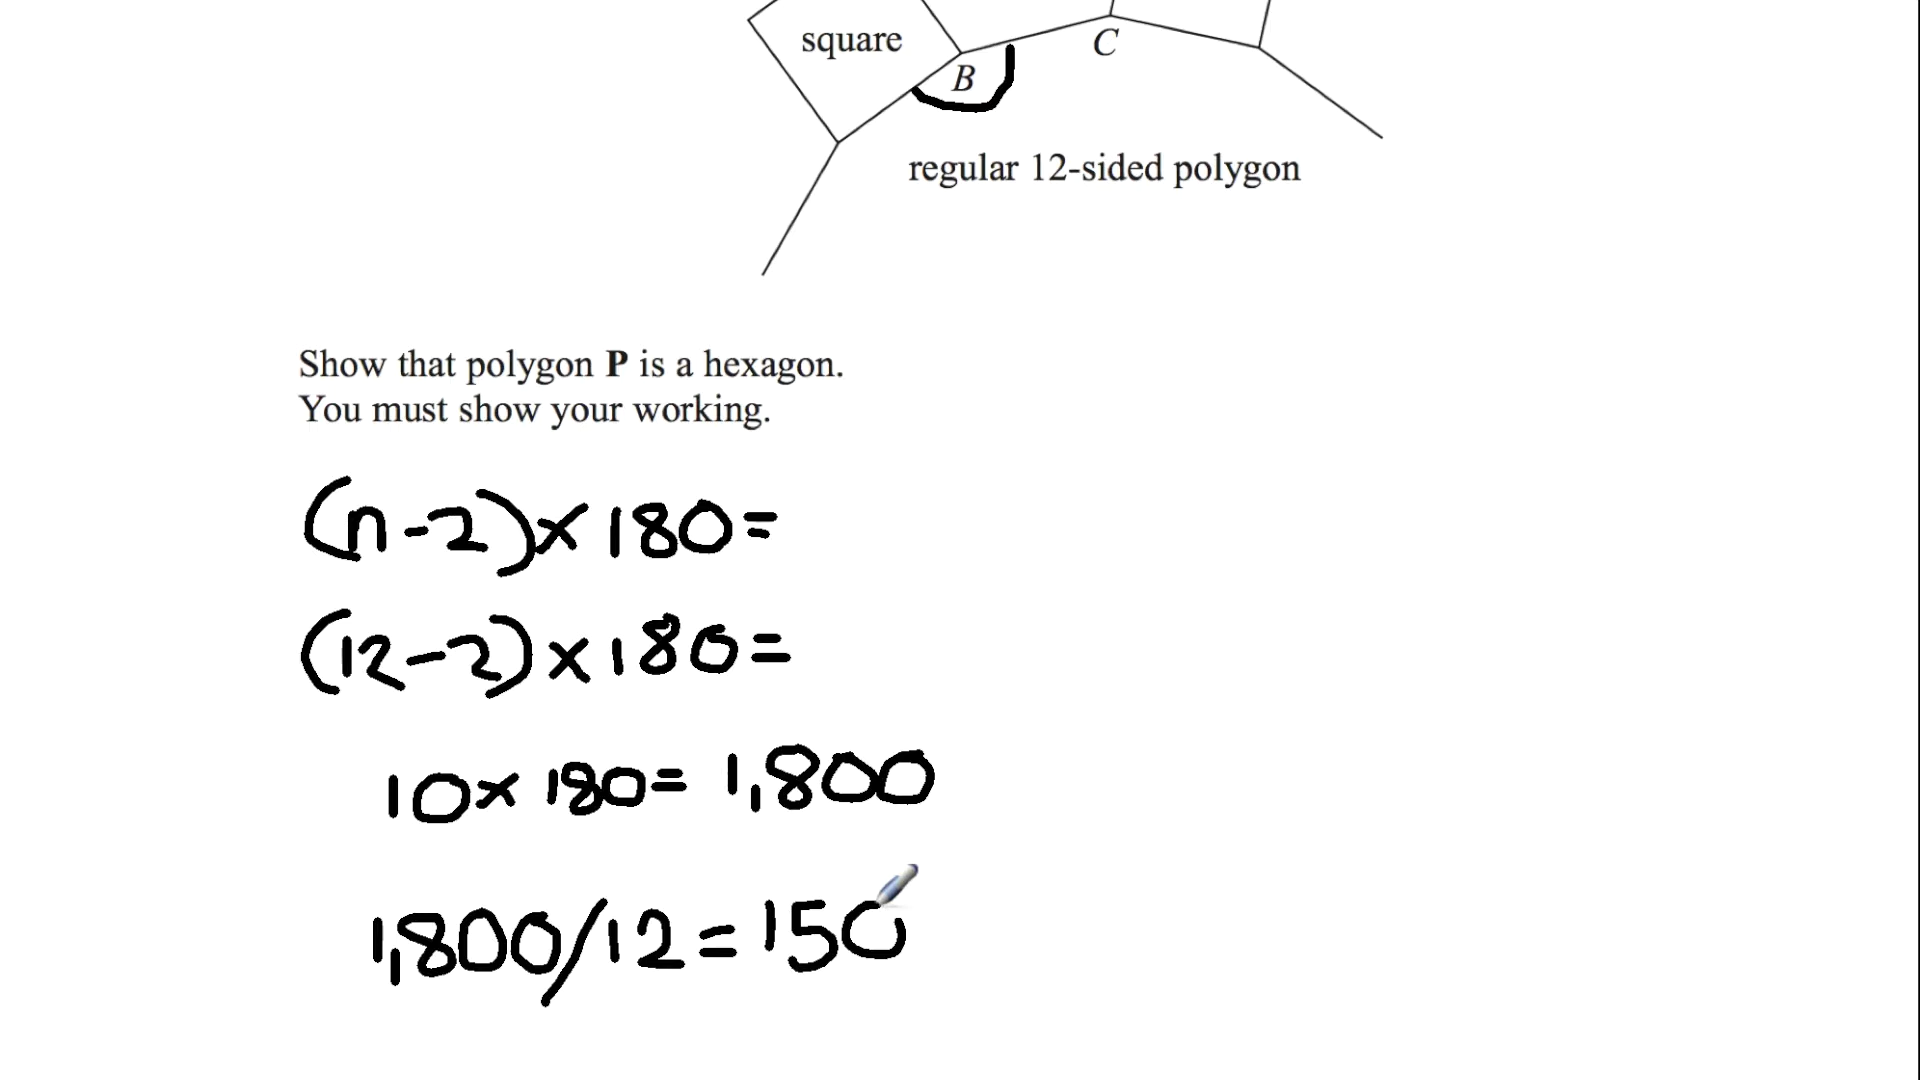 square
C
B
regular 12-sided polygon
Show that polygon P is a hexagon.
You must show your working.
(n-2)×180=
(12-2)×180=
10×180=1,800
1,800/12=150